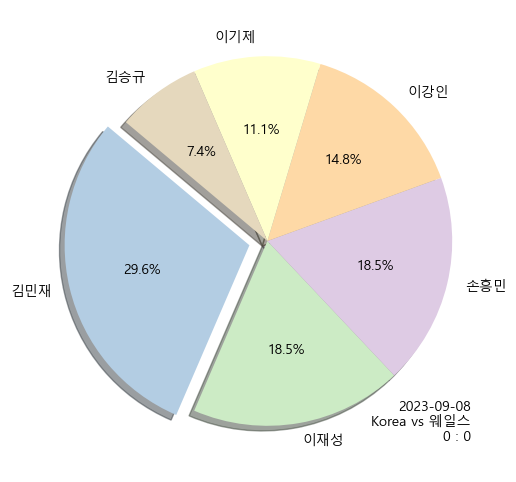 이기제
김승규
이강인
11.1%
7.4%
14.8%
29.6%
18.5%
김민재
손흥민
18.5%
이재성
2023-09-08
Korea vs 웨일스
0 : 0